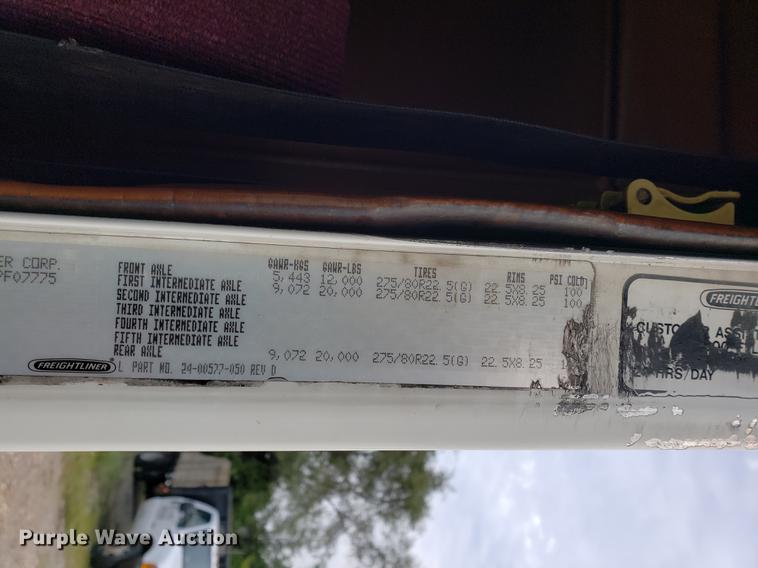 ER CORP.
PF07775
GAWR-KGS GAWR-LBS TIRES RIMS PSI COLD
FRONT AXLE 5,443 12,000 275/80R22.5(G) 22.5X8.25 100
FIRST INTERMEDIATE AXLE 9,072 20,000 275/80R22.5(G) 22.5X8.25 100
SECOND INTERMEDIATE AXLE
THIRD INTERMEDIATE AXLE
FOURTH INTERMEDIATE AXLE
FIFTH INTERMEDIATE AXLE
REAR AXLE 9,072 20,000 275/80R22.5(G) 22.5X8.25
FREIGHTLINER L PART NO. 24-00577-050 REV D
FREIGHTLIN
HRS/DAY
Purple Wave Auction